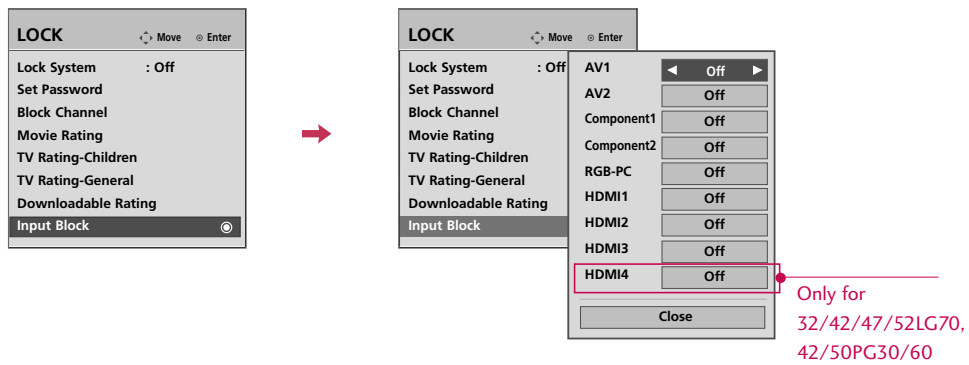 LOCK Move Enter
Lock System : Off
Set Password
Block Channel
Movie Rating
TV Rating-Children
TV Rating-General
Downloadable Rating
Input Block
LOCK Move Enter
Lock System : Off
Set Password
Block Channel
Movie Rating
TV Rating-Children
TV Rating-General
Downloadable Rating
Input Block
AV1 Off
AV2 Off
Component1 Off
Component2 Off
RGB-PC Off
HDMI1 Off
HDMI2 Off
HDMI3 Off
HDMI4 Off
Close
Only for
32/42/47/52LG70,
42/50PG30/60